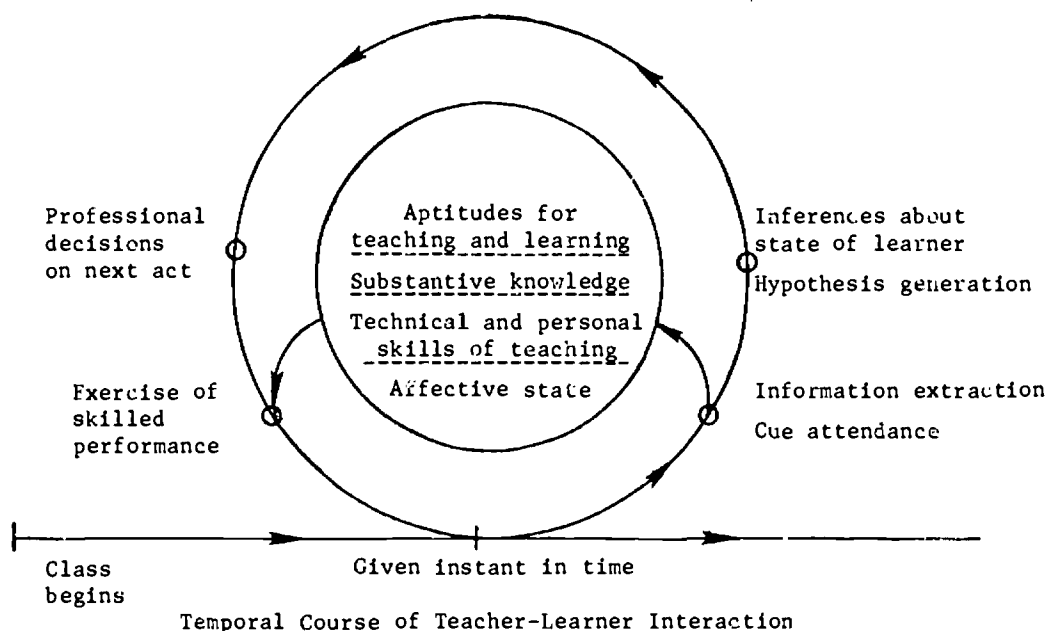 Professional
decisions
on next act
Aptitudes for
teaching and learning
Substantive knowledge
Technical and personal
skills of teaching
Affective state
Inferences about
state of learner
Hypothesis generation
Exercise of
skilled
performance
Information extraction
Cue attendance
Class
begins
Given instant in time
Temporal Course of Teacher-Learner Interaction